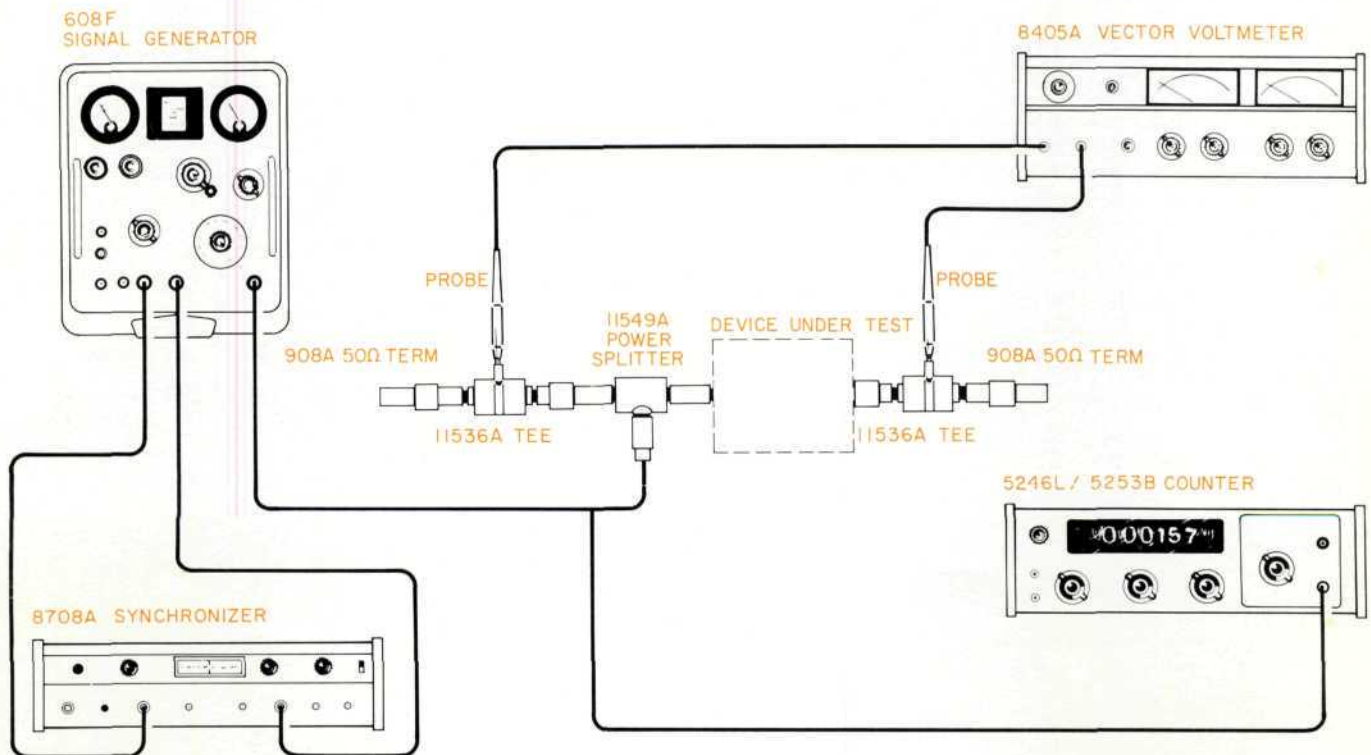 608F
SIGNAL GENERATOR
8405A VECTOR VOLTMETER
PROBE
PROBE
11549A
POWER
SPLITTER
DEVICE UNDER TEST
908A 50Ω TERM
908A 50Ω TERM
11536A TEE
11536A TEE
5246L / 5253B COUNTER
000157
8708A SYNCHRONIZER